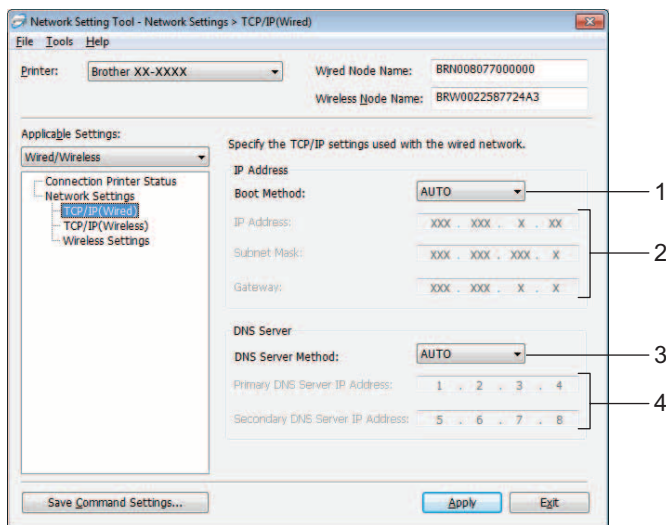 Network Setting Tool - Network Settings > TCP/IP(Wired)
File Tools Help
Printer: Brother XX-XXXX Wired Node Name: BRN008077000000
Wireless Node Name: BRW0022587724A3
Applicable Settings:
Wired/Wireless
Connection Printer Status
Network Settings
TCP/IP(Wired)
TCP/IP(Wireless)
Wireless Settings
Specify the TCP/IP settings used with the wired network.
IP Address
Boot Method: AUTO 1
IP Address: XXX . XXX . X . XX
Subnet Mask: XXX . XXX . XXX . X 2
Gateway: XXX . XXX . X . X
DNS Server
DNS Server Method: AUTO 3
Primary DNS Server IP Address: 1 . 2 . 3 . 4
4
Secondary DNS Server IP Address: 5 . 6 . 7 . 8
Save Command Settings... Apply Exit